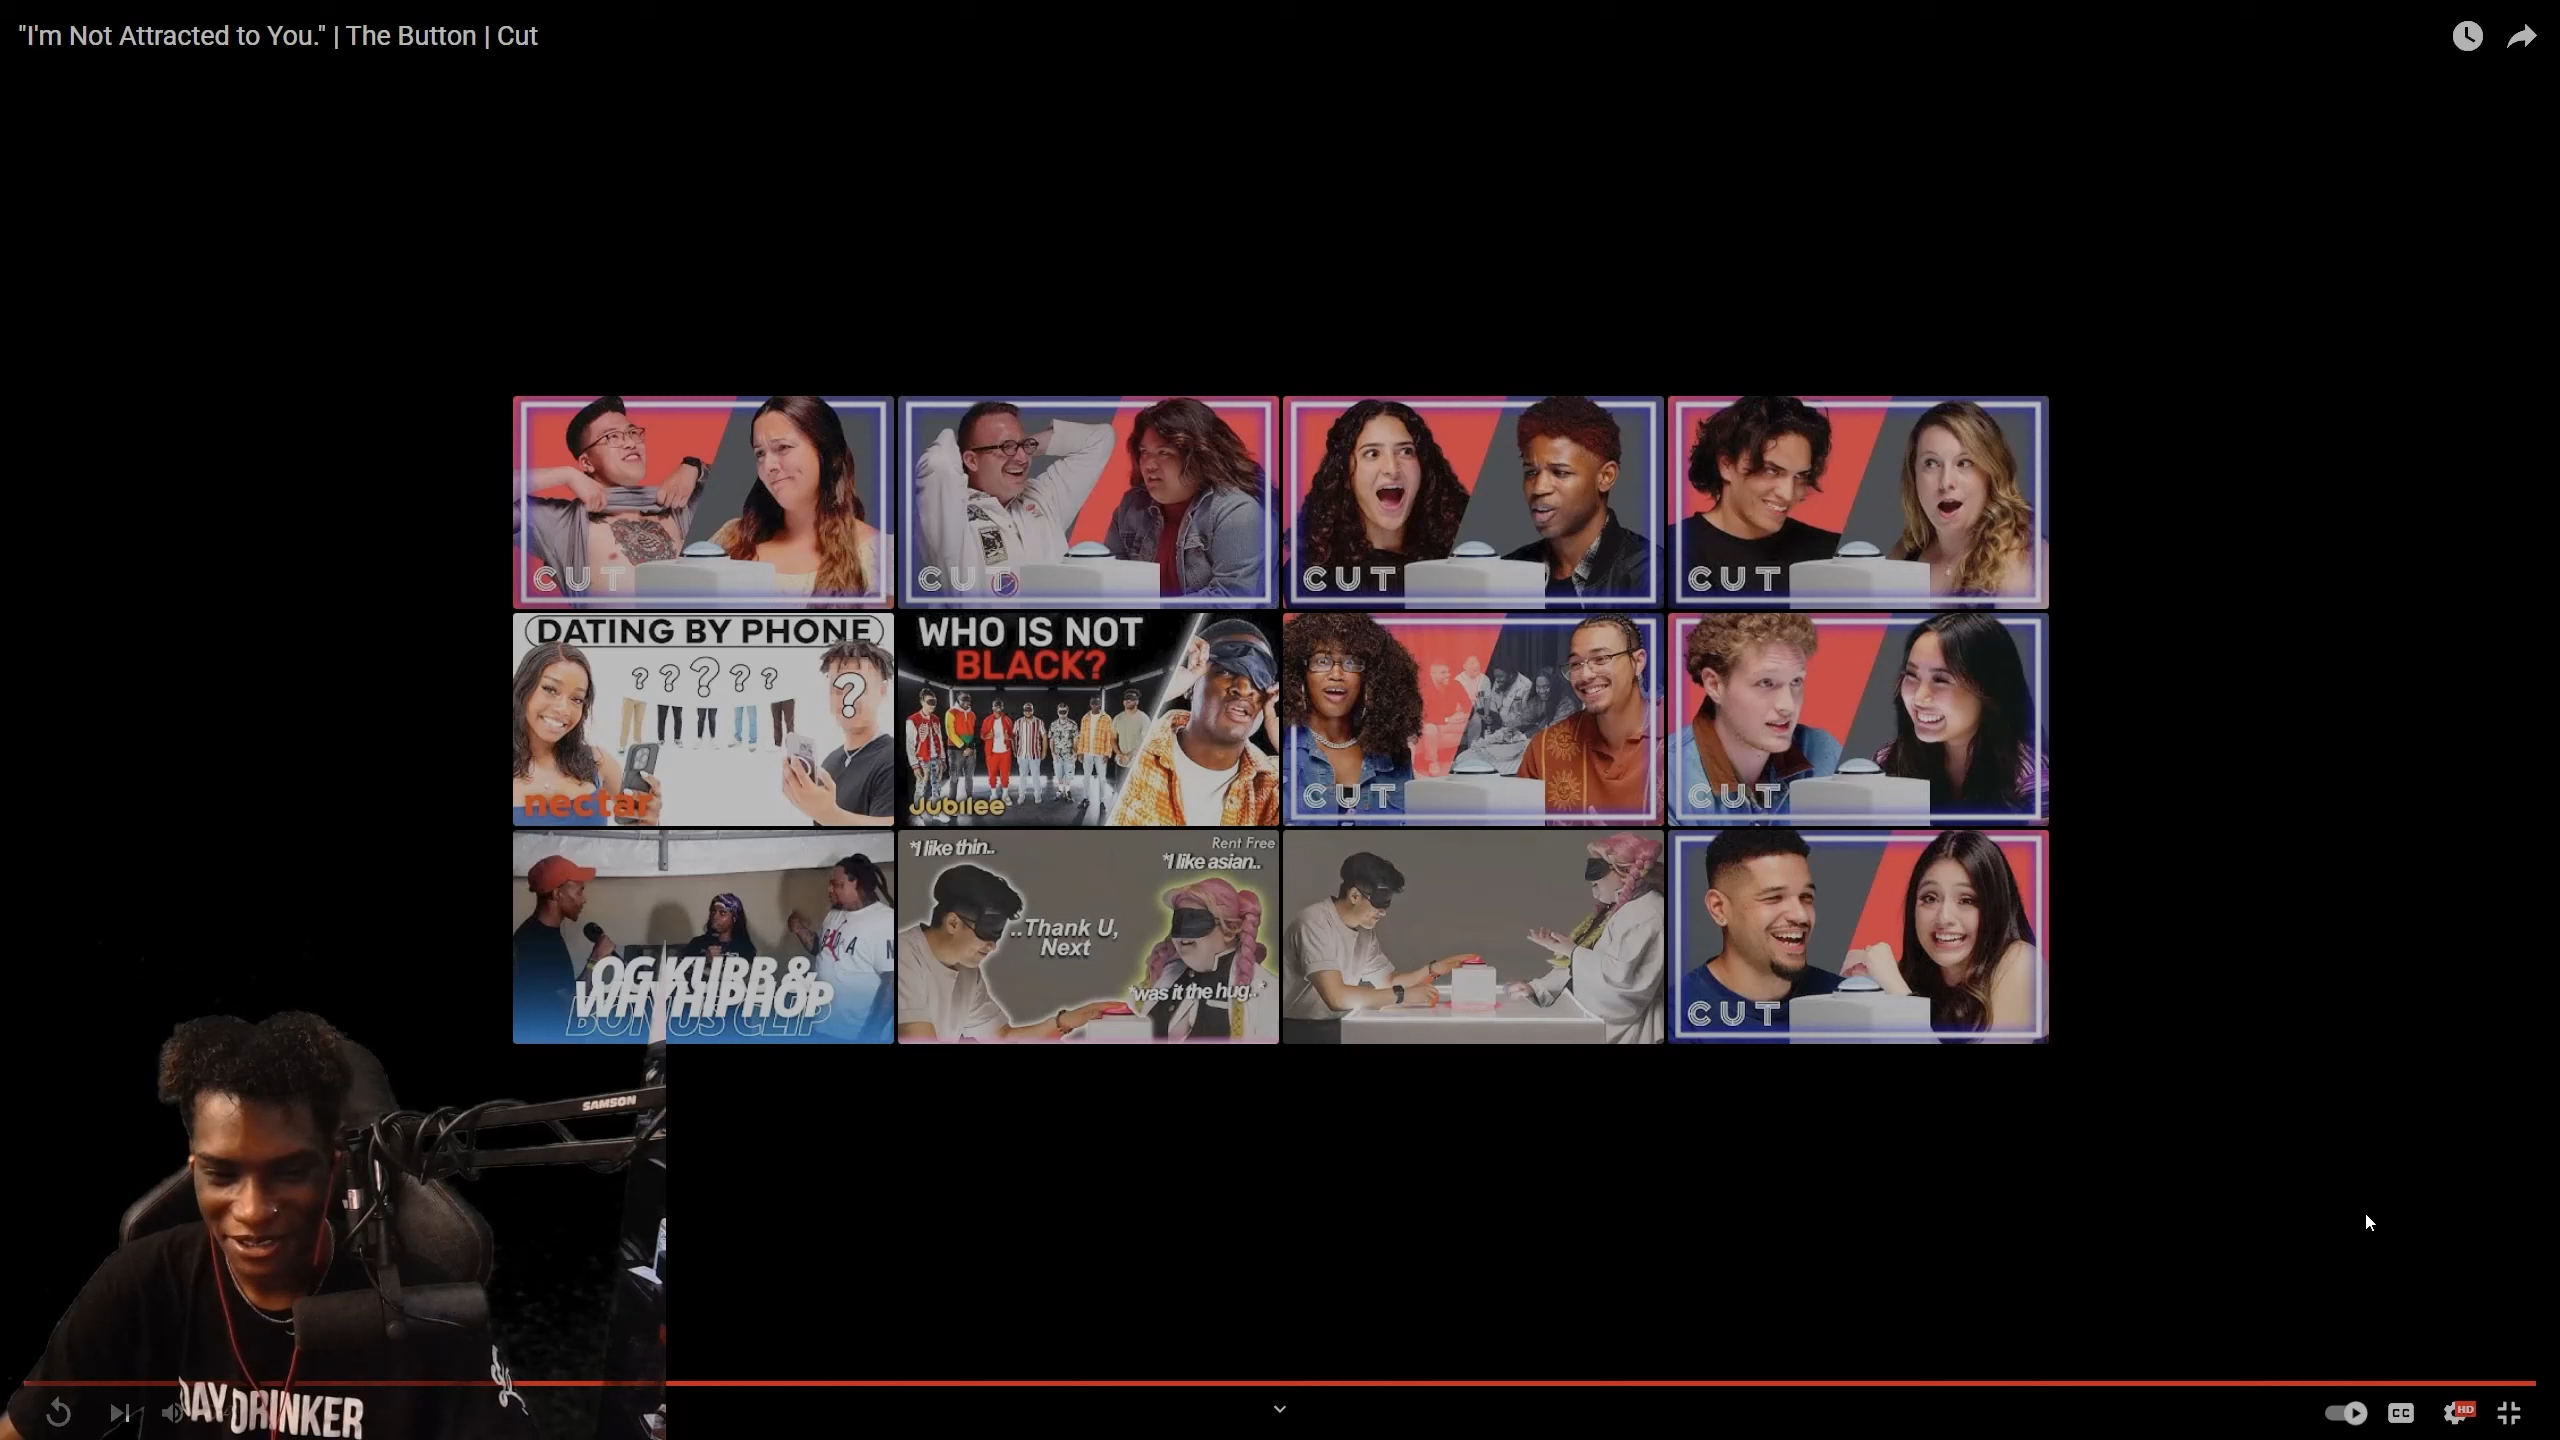 "I'm Not Attracted to You." | The Button | Cut
CUT
CUT
CUT
CUT
DATING BY PHONE
? ? ? ? ?
?
nectar
WHO IS NOT
BLACK?
Jubilee
CUT
CUT
OG KUBB &
WHYHIPHOP
BONUS CLIP
*I like thin..
Rent Free
*I like asian..
..Thank U,
Next
*was it the hug..*
CUT
SAMSON
DAY DRINKER
CC
HD